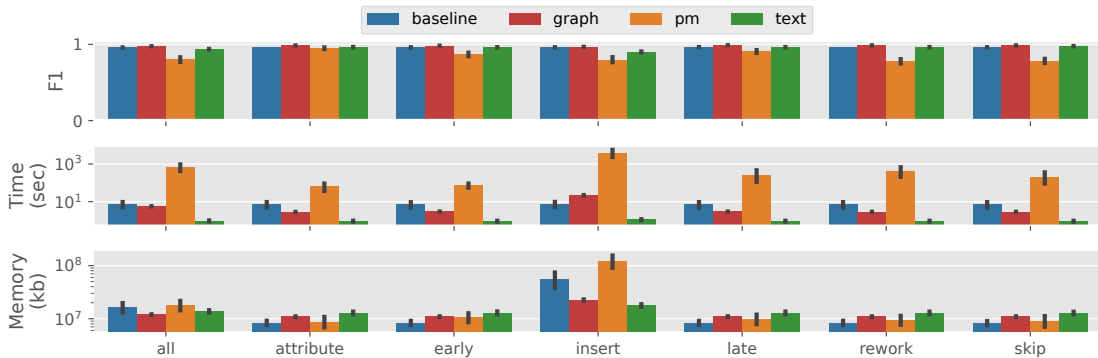 baseline graph pm text
1
F1
0
10³
Time
(sec)
10¹
10⁸
Memory
(kb)
10⁷
all attribute early insert late rework skip